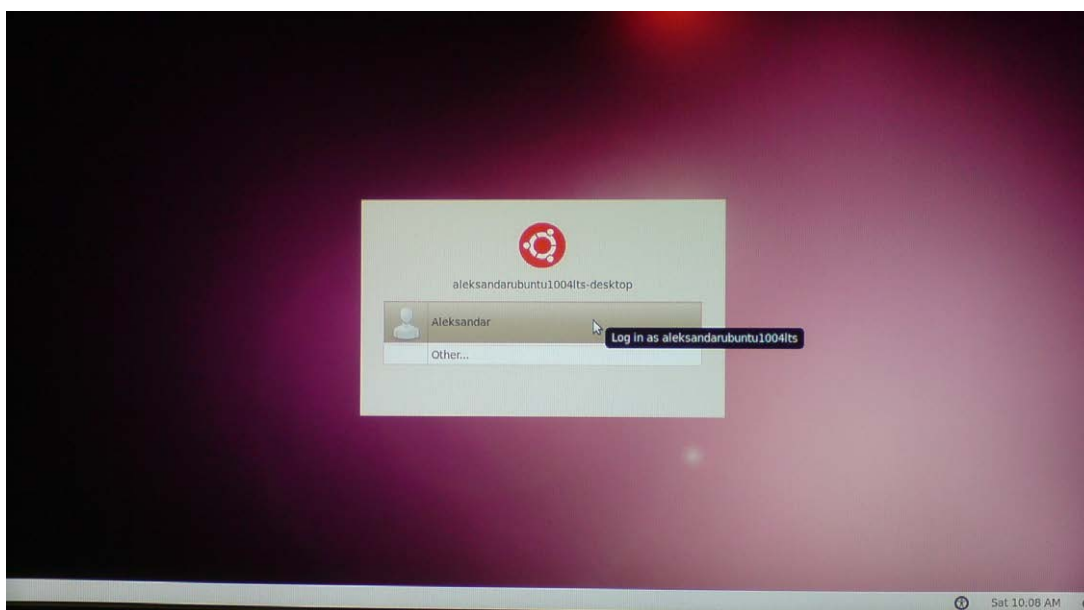 aleksandarubuntu1004lts-desktop
Aleksandar
Log in as aleksandarubuntu1004lts
Other...
Sat 10:08 AM